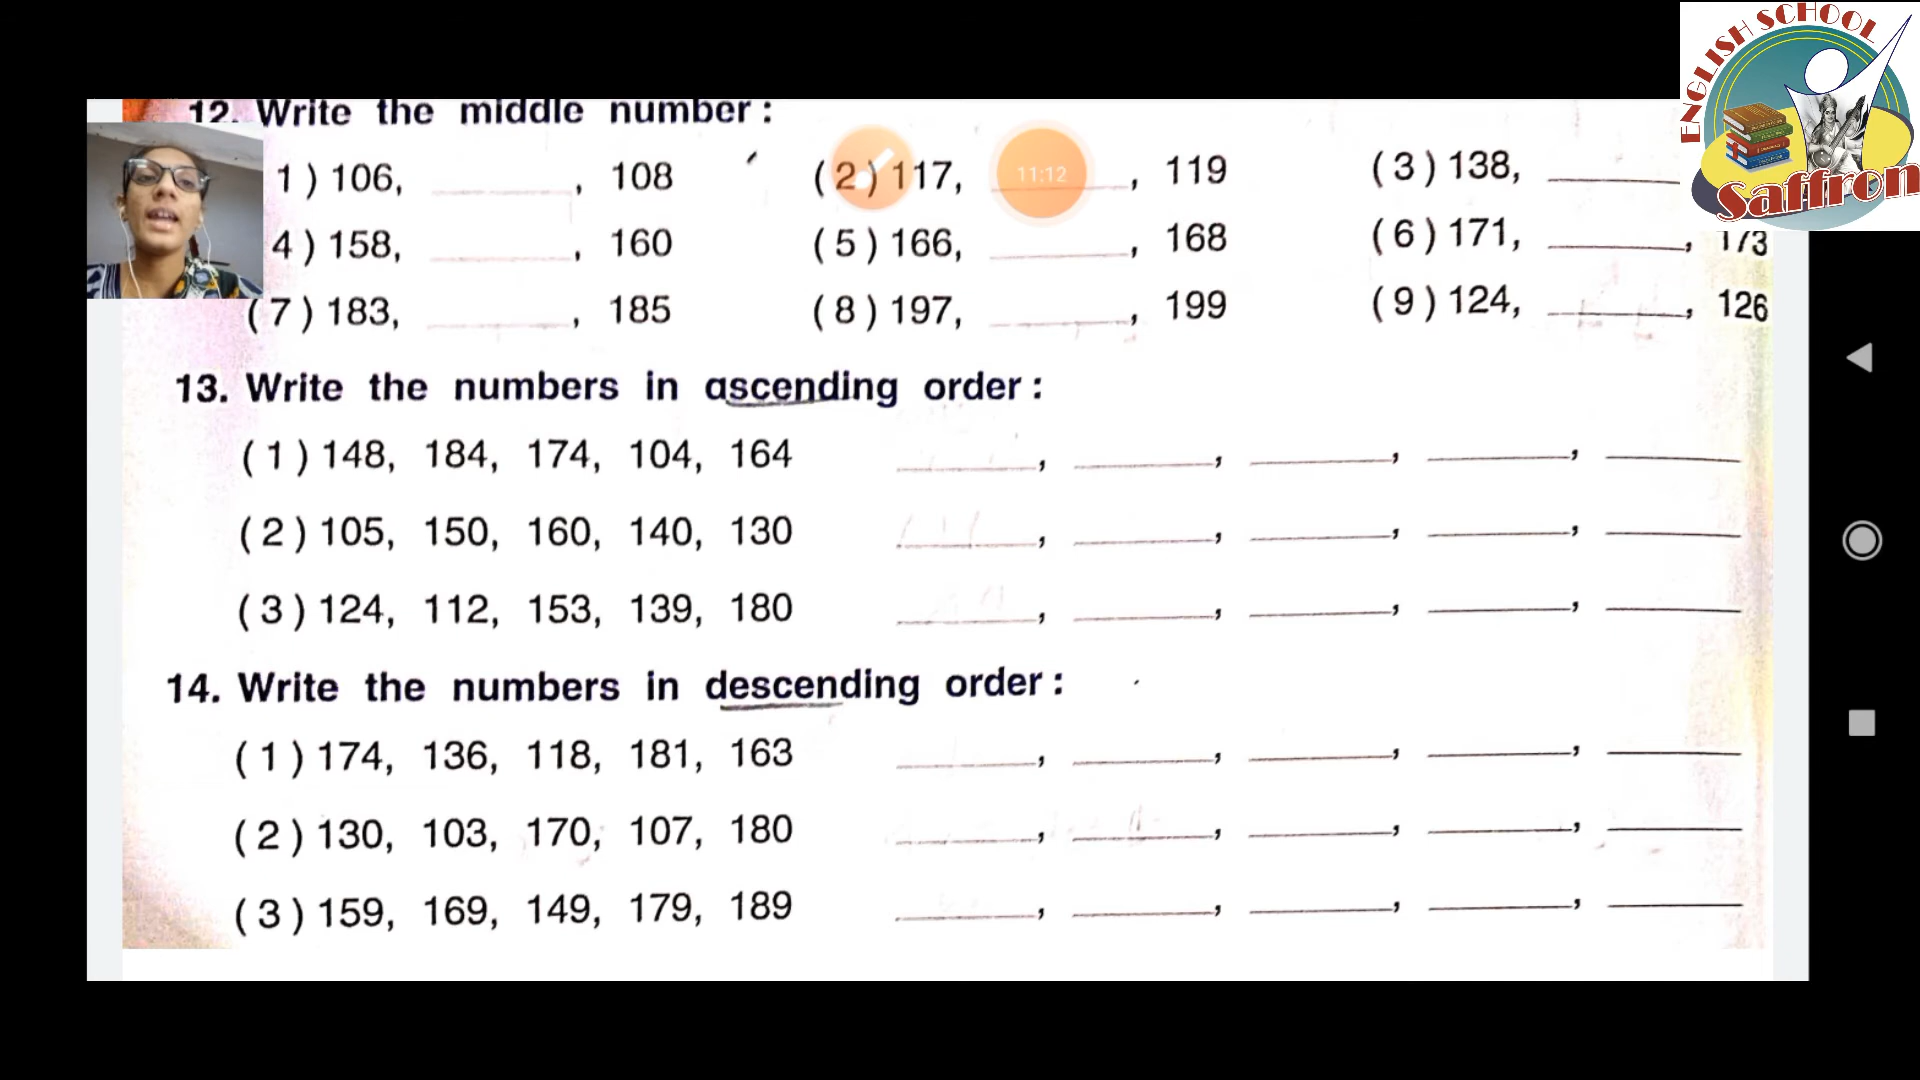 ENGLISH SCHOOL
Saffron
12. Write the middle number :
1 ) 106, ________ , 108 ( 2 ) 117, ________ , 119 ( 3 ) 138, ________
11:12
4 ) 158, ________ , 160 ( 5 ) 166, ________ , 168 ( 6 ) 171, ________ , 173
( 7 ) 183, ________ , 185 ( 8 ) 197, ________ , 199 ( 9 ) 124, ________ , 126
13. Write the numbers in ascending order :
( 1 ) 148, 184, 174, 104, 164 ________ , ________ , ________ , ________ , ________
( 2 ) 105, 150, 160, 140, 130 ________ , ________ , ________ , ________ , ________
( 3 ) 124, 112, 153, 139, 180 ________ , ________ , ________ , ________ , ________
14. Write the numbers in descending order :
( 1 ) 174, 136, 118, 181, 163 ________ , ________ , ________ , ________ , ________
( 2 ) 130, 103, 170, 107, 180 ________ , ________ , ________ , ________ , ________
( 3 ) 159, 169, 149, 179, 189 ________ , ________ , ________ , ________ , ________